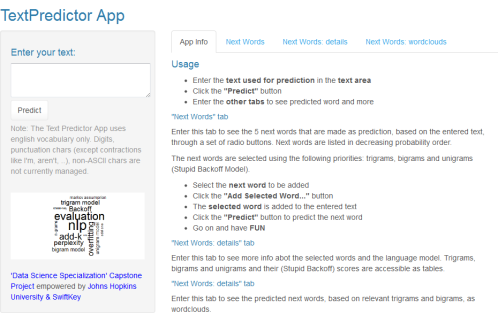 TextPredictor App
Enter your text:
Predict
Note: The Text Predictor App uses
english vocabulary only. Digits,
punctuation chars (except contractions
like I'm, aren't, ...), non-ASCII chars are
not currently managed.
markov assumption
trigram model
Backoff
evaluation
nlp
add-k
overfitting
perplexity
bigram model
unigram model
'Data Science Specialization' Capstone
Project empowered by Johns Hopkins
University & SwiftKey
App Info
Next Words
Next Words: details
Next Words: wordclouds
Usage
Enter the text used for prediction in the text area
Click the "Predict" button
Enter the other tabs to see predicted word and more
"Next Words" tab
Enter this tab to see the 5 next words that are made as prediction, based on the entered text,
through a set of radio buttons. Next words are listed in decreasing probability order.
The next words are selected using the following priorities: trigrams, bigrams and unigrams
(Stupid Backoff Model).
Select the next word to be added
Click the "Add Selected Word..." button
The selected word is added to the entered text
Click the "Predict" button to predict the next word
Go on and have FUN
"Next Words: details" tab
Enter this tab to see more info abot the selected words and the language model. Trigrams,
bigrams and unigrams and their (Stupid Backoff) scores are accessible as tables.
"Next Words: details" tab
Enter this tab to see the predicted next words, based on relevant trigrams and bigrams, as
wordclouds.